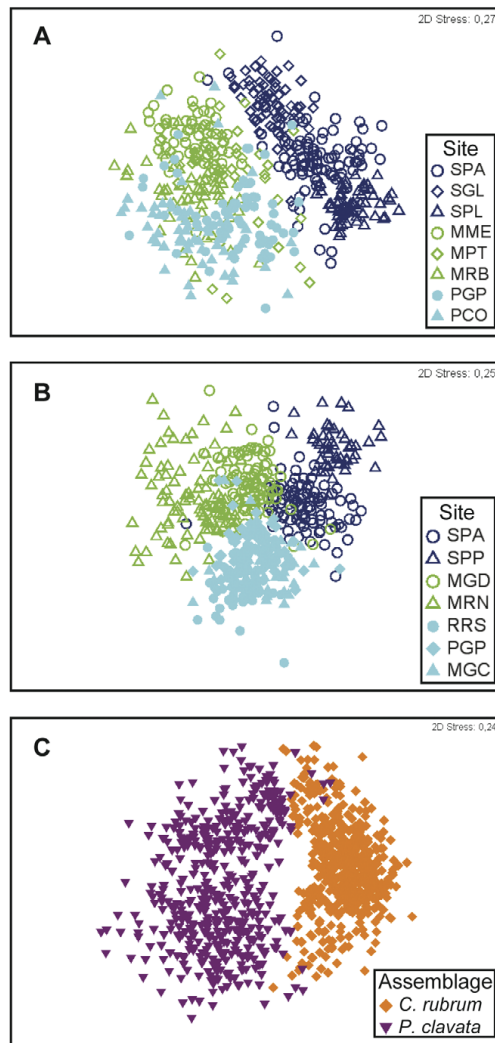 A
2D Stress: 0,27
Site
SPA
SGL
SPL
MME
MPT
MRB
PGP
PCO
B
2D Stress: 0,25
Site
SPA
SPP
MGD
MRN
RRS
PGP
MGC
C
2D Stress: 0,24
Assemblage
C. rubrum
P. clavata